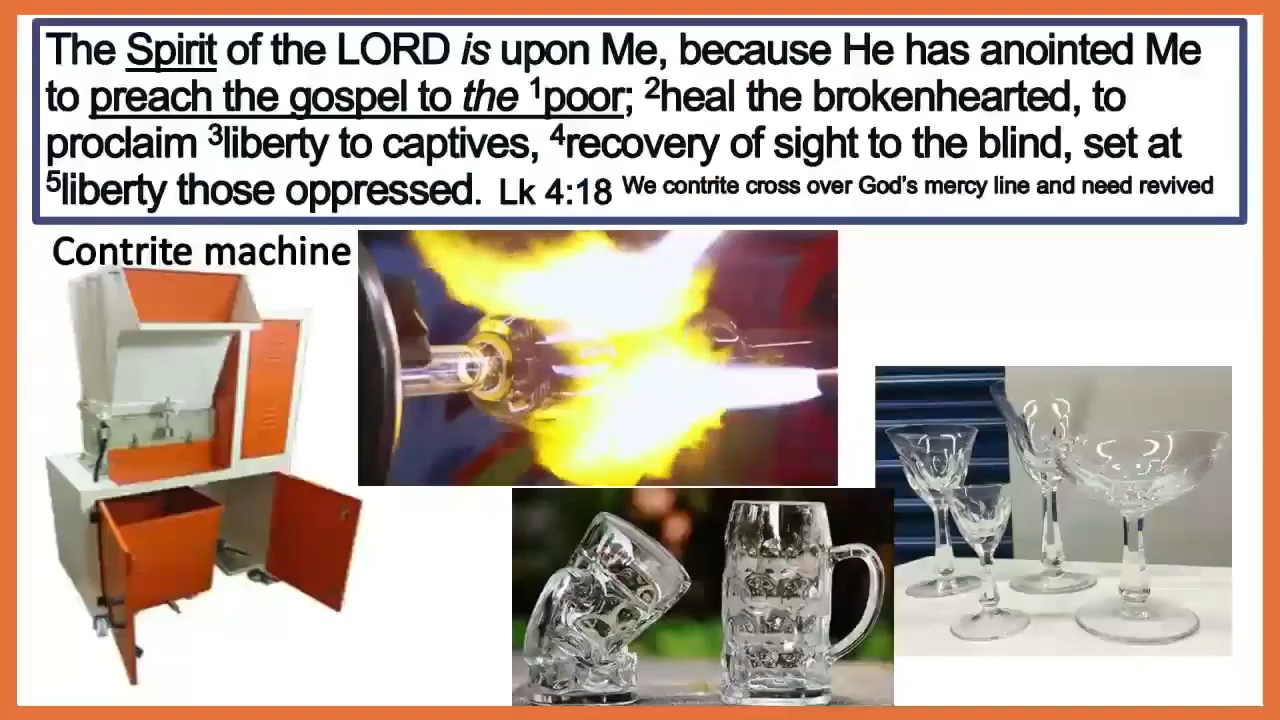 The Spirit of the LORD is upon Me, because He has anointed Me
to preach the gospel to the ¹poor; ²heal the brokenhearted, to
proclaim ³liberty to captives, ⁴recovery of sight to the blind, set at
⁵liberty those oppressed. Lk 4:18 We contrite cross over God's mercy line and need revived
Contrite machine